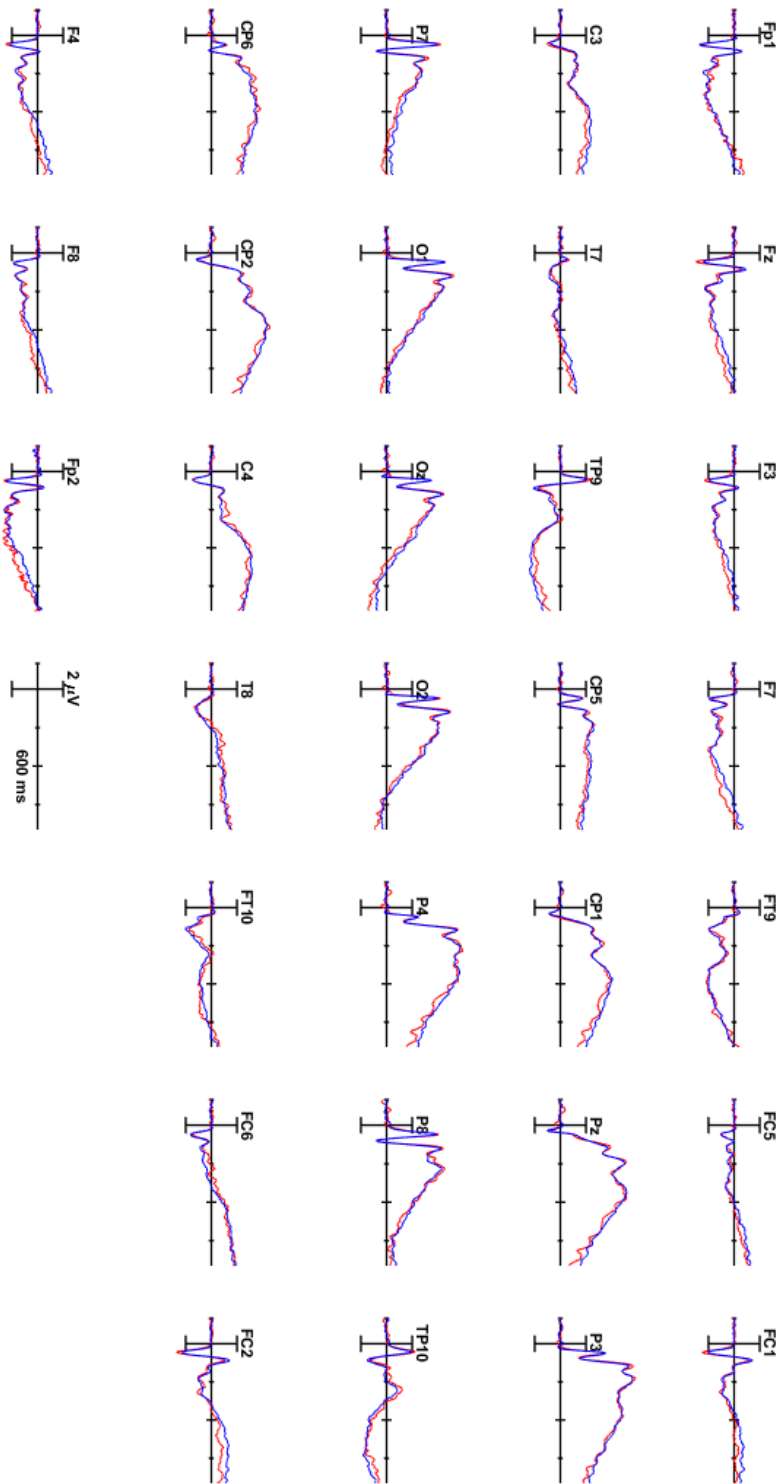 Fp1 Fz F3 F7 FT9 FC5 FC1
C3 T7 TP9 CP5 CP1 Pz P3
P7 O1 Oz O2 P4 P8 TP10
CP6 CP2 C4 T8 FT10 FC6 FC2
F4 F8 Fp2 2 μV
600 ms